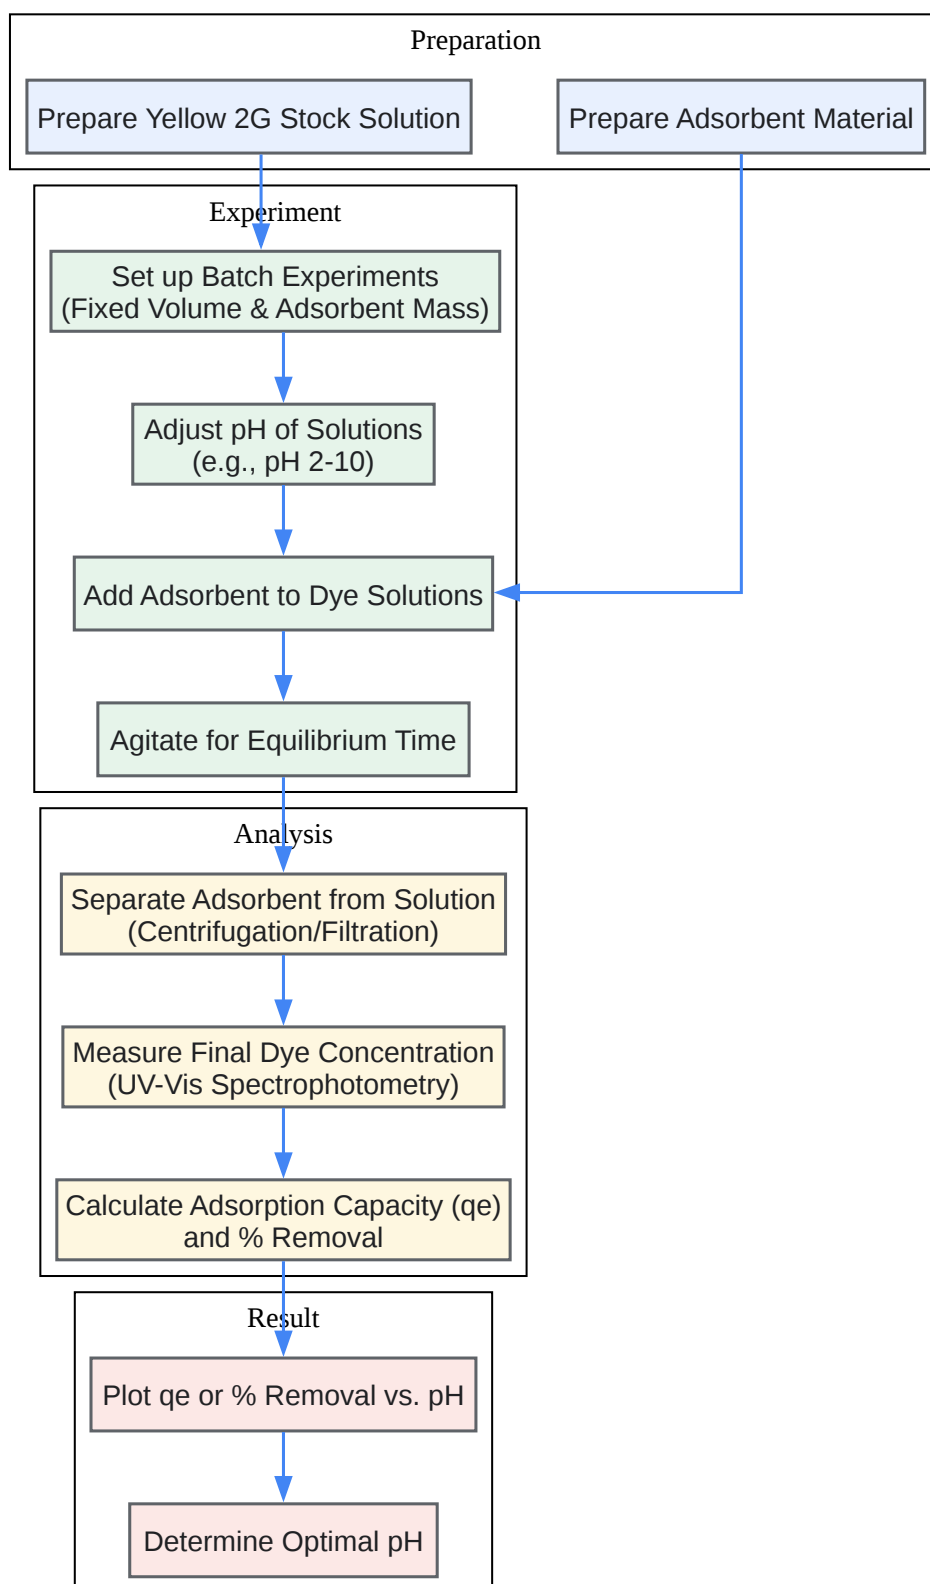 Preparation
Prepare Yellow 2G Stock Solution
Prepare Adsorbent Material
Experiment
Set up Batch Experiments
(Fixed Volume & Adsorbent Mass)
Adjust pH of Solutions
(e.g., pH 2-10)
Add Adsorbent to Dye Solutions
Agitate for Equilibrium Time
Analysis
Separate Adsorbent from Solution
(Centrifugation/Filtration)
Measure Final Dye Concentration
(UV-Vis Spectrophotometry)
Calculate Adsorption Capacity (qe)
and % Removal
Result
Plot qe or % Removal vs. pH
Determine Optimal pH